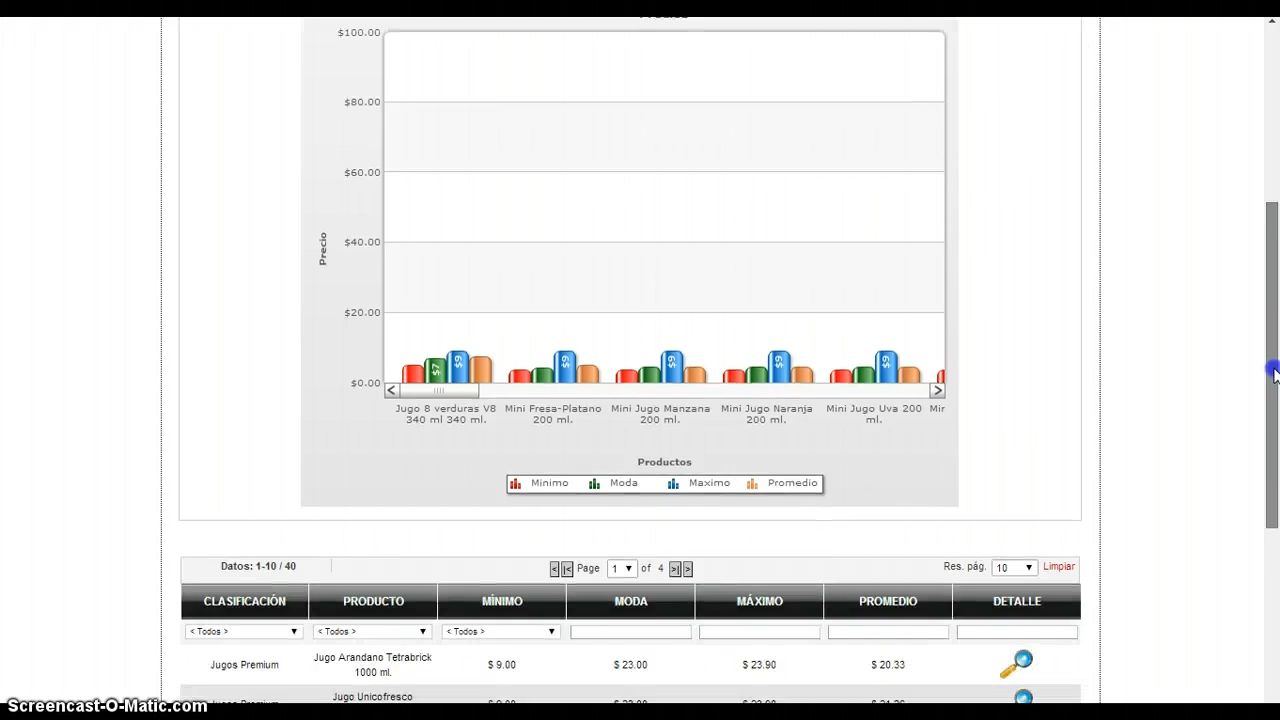 $100.00
$80.00
$60.00
$40.00
$20.00
$0.00
Precio
$7
$9
$9
$9
$9
$9
Jugo 8 verduras V8 340 ml 340 ml.
Mini Fresa-Platano 200 ml.
Mini Jugo Manzana 200 ml.
Mini Jugo Naranja 200 ml.
Mini Jugo Uva 200 ml.
Mir
Productos
Minimo Moda Maximo Promedio
Datos: 1-10 / 40 Page 1 of 4 Res. pág. 10 Limpiar
CLASIFICACIÓN PRODUCTO MÍNIMO MODA MÁXIMO PROMEDIO DETALLE
< Todos > < Todos > < Todos >
Jugos Premium Jugo Arandano Tetrabrick 1000 ml. $ 9.00 $ 23.00 $ 23.90 $ 20.33
Jugo Unicofresco
Screencast-O-Matic.com